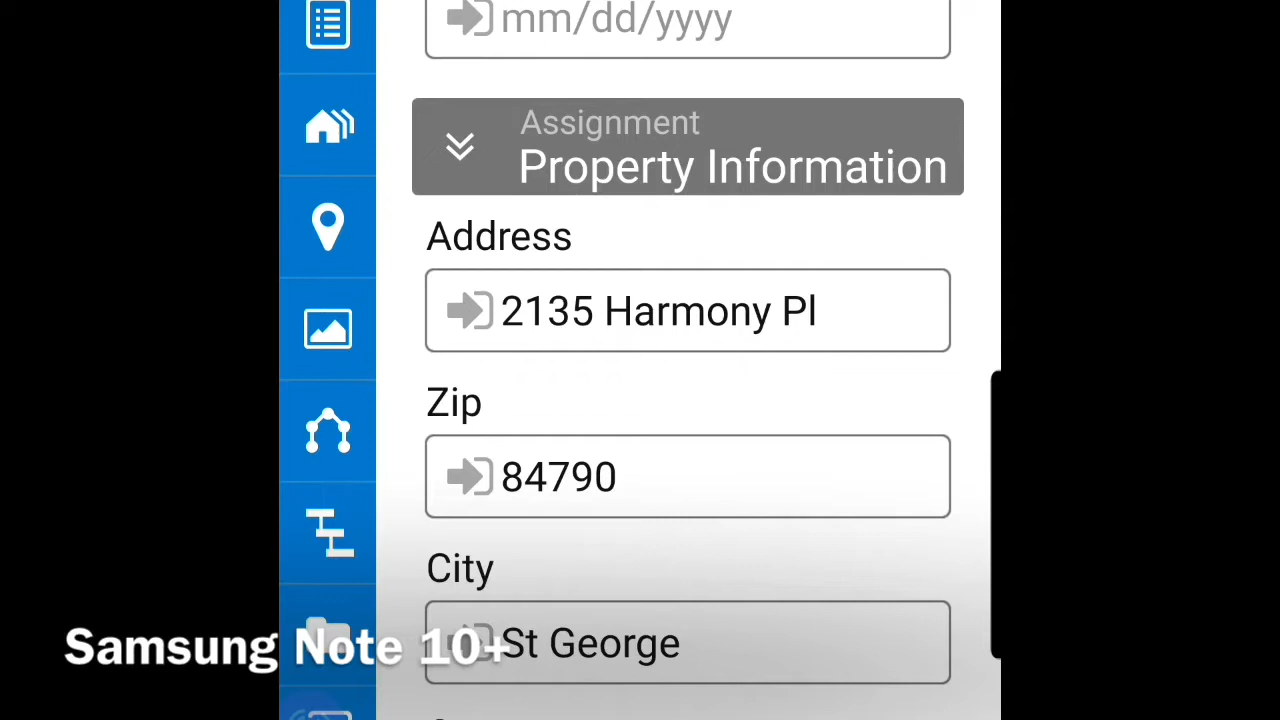 mm/dd/yyyy
Assignment
Property Information
Address
2135 Harmony Pl
Zip
84790
City
St George
Samsung Note 10+